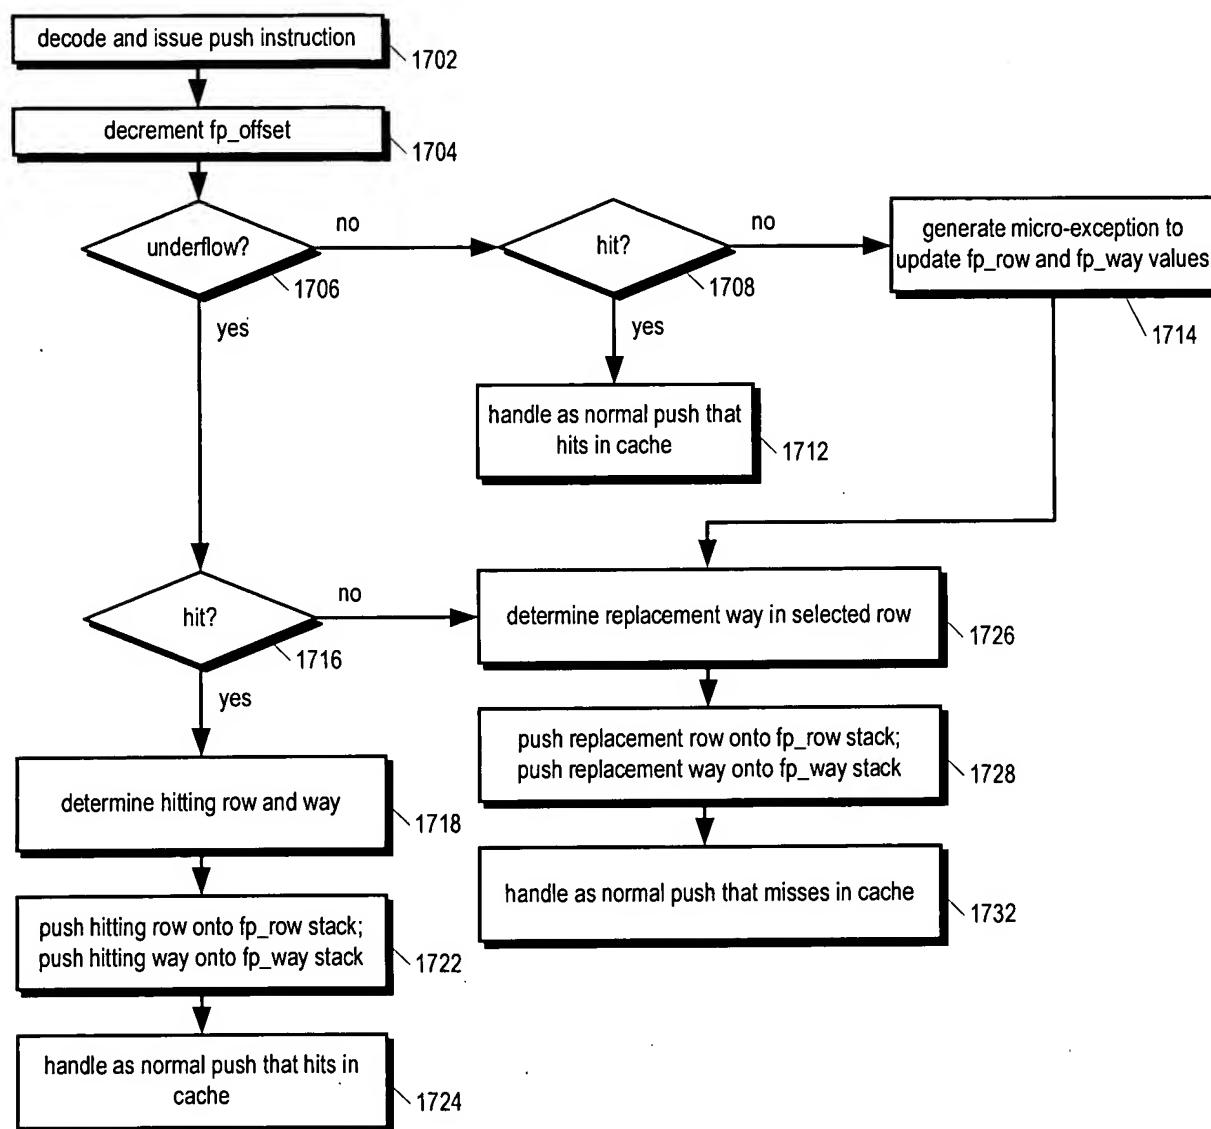 decode and issue push instruction
1702
decrement fp_offset
1704
underflow?
1706
no
yes
hit?
1708
no
yes
generate micro-exception to
update fp_row and fp_way values
1714
handle as normal push that
hits in cache
1712
hit?
1716
no
yes
determine replacement way in selected row
1726
push replacement row onto fp_row stack;
push replacement way onto fp_way stack
1728
handle as normal push that misses in cache
1732
determine hitting row and way
1718
push hitting row onto fp_row stack;
push hitting way onto fp_way stack
1722
handle as normal push that hits in
cache
1724